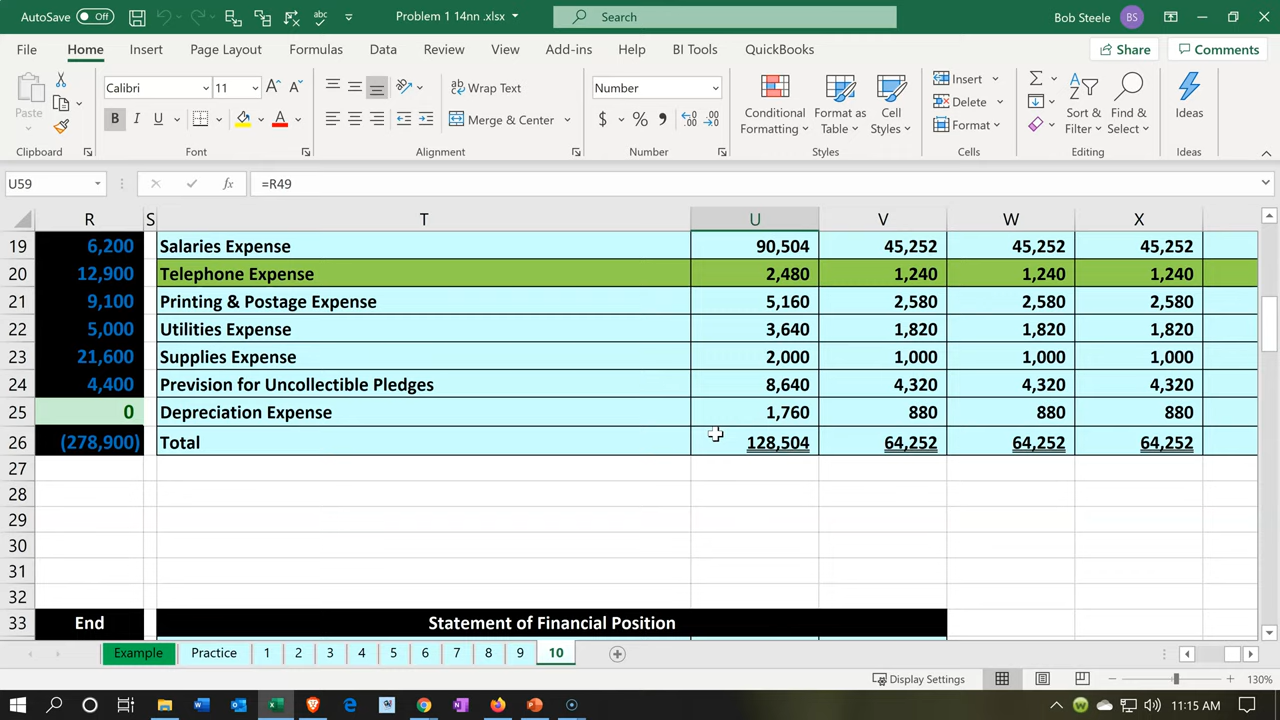 AutoSave Off Problem 1 14nn .xlsx Search Bob Steele BS
File Home Insert Page Layout Formulas Data Review View Add-ins Help BI Tools QuickBooks Share Comments
Calibri 11 Wrap Text Number Insert
Paste B I U Merge & Center $ % Conditional Formatting Format as Table Cell Styles Delete Format Sort & Filter Find & Select Ideas
Clipboard Font Alignment Number Styles Cells Editing Ideas
U59 fx =R49
R S T U V W X
19 6,200 Salaries Expense 90,504 45,252 45,252 45,252
20 12,900 Telephone Expense 2,480 1,240 1,240 1,240
21 9,100 Printing & Postage Expense 5,160 2,580 2,580 2,580
22 5,000 Utilities Expense 3,640 1,820 1,820 1,820
23 21,600 Supplies Expense 2,000 1,000 1,000 1,000
24 4,400 Prevision for Uncollectible Pledges 8,640 4,320 4,320 4,320
25 0 Depreciation Expense 1,760 880 880 880
26 (278,900) Total 128,504 64,252 64,252 64,252
27
28
29
30
31
32
33 End Statement of Financial Position
Example Practice 1 2 3 4 5 6 7 8 9 10
Display Settings 130%
11:15 AM